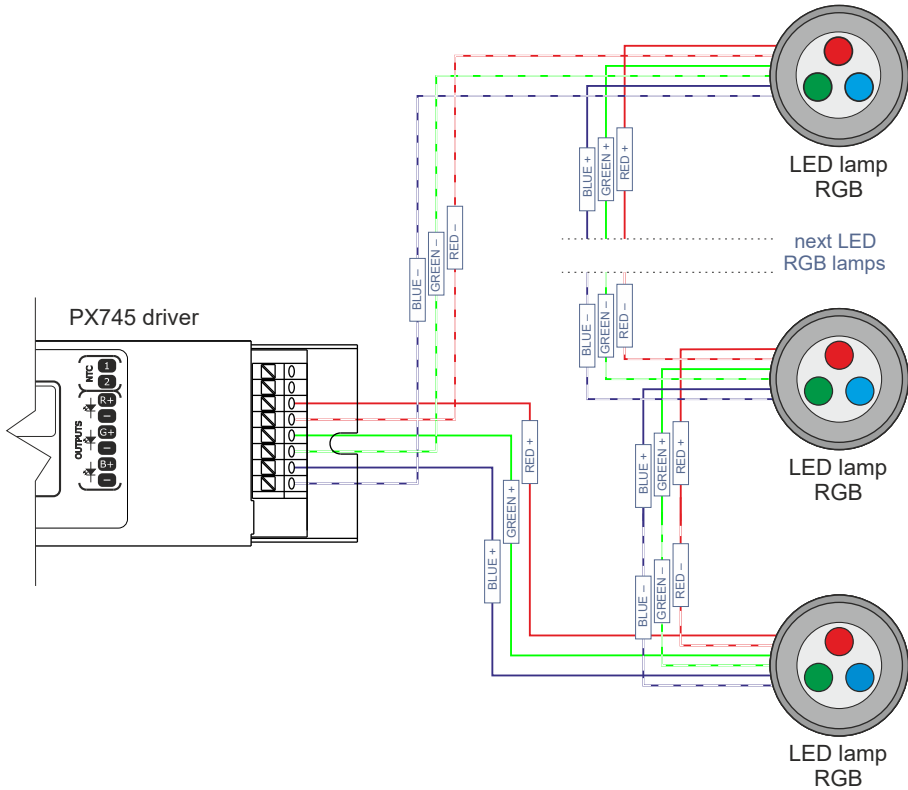 LED lamp
RGB
BLUE +
GREEN +
RED +
next LED
RGB lamps
BLUE –
GREEN –
RED –
BLUE –
GREEN –
RED –
PX745 driver
NTC
1
2
OUTPUTS
R+
–
G+
–
B+
–
LED lamp
RGB
RED +
GREEN +
BLUE +
BLUE +
GREEN +
RED +
BLUE –
GREEN –
RED –
LED lamp
RGB